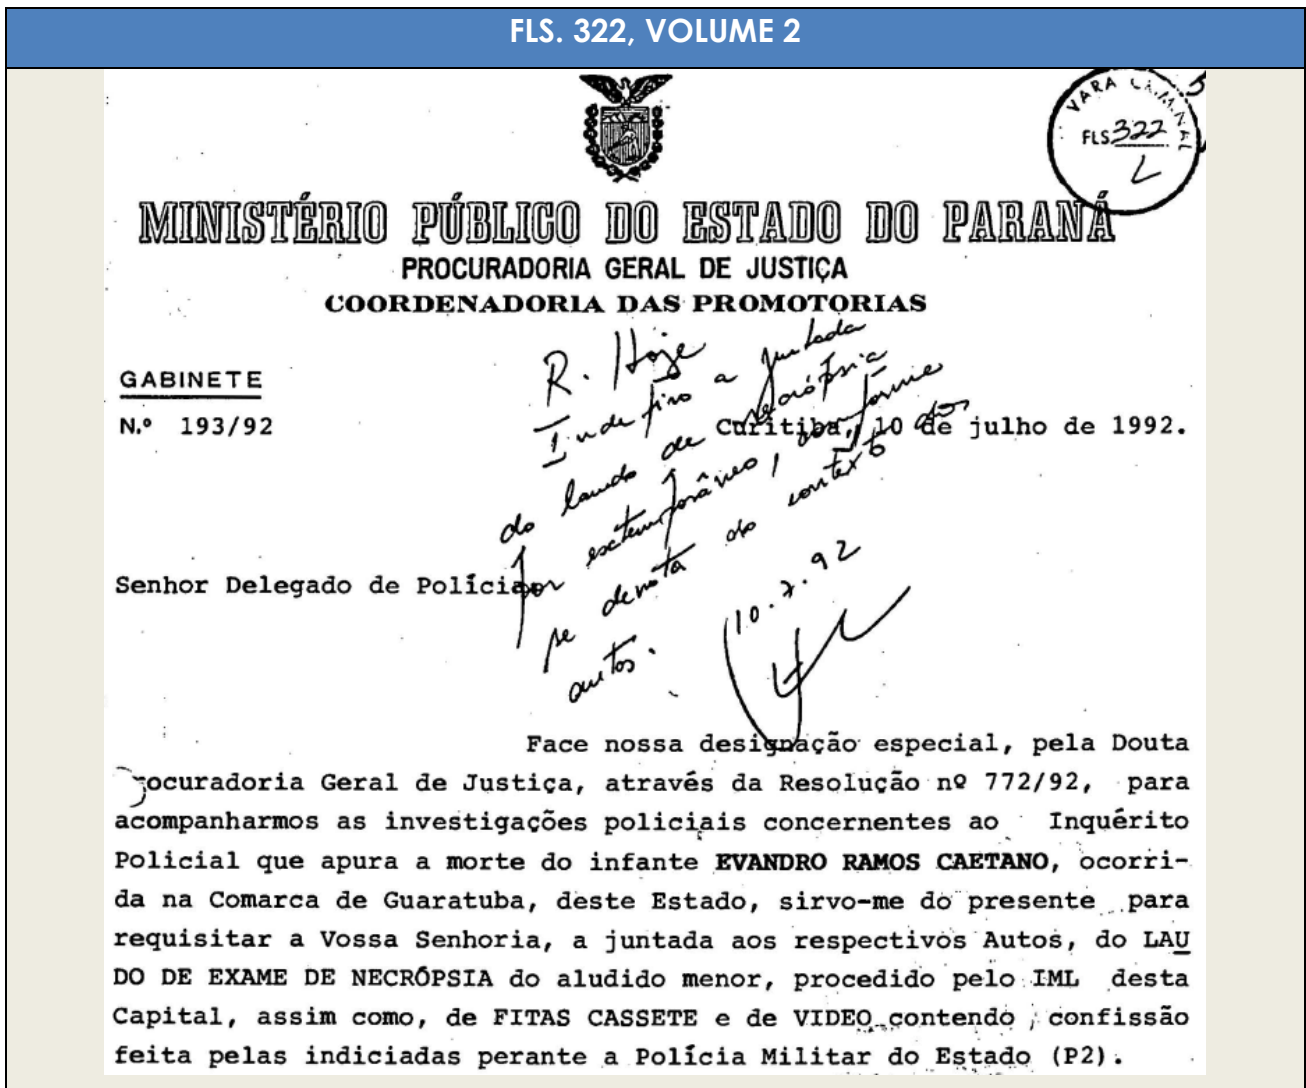 FLS. 322, VOLUME 2
VARA CRIMINAL
FLS 322
MINISTÉRIO PÚBLICO DO ESTADO DO PARANÁ
PROCURADORIA GERAL DE JUSTIÇA
COORDENADORIA DAS PROMOTORIAS
GABINETE
N.º 193/92
Curitiba, 10 de julho de 1992.
R. Hoje
Indefiro a juntada
do laudo de necrópsia
por extemporâneo, conforme
se denota do contexto dos
autos.
10.7.92
Senhor Delegado de Polícia
Face nossa designação especial, pela Douta
rocuradoria Geral de Justiça, através da Resolução nº 772/92, para
acompanharmos as investigações policiais concernentes ao Inquérito
Policial que apura a morte do infante EVANDRO RAMOS CAETANO, ocorri-
da na Comarca de Guaratuba, deste Estado, sirvo-me do presente para
requisitar a Vossa Senhoria, a juntada aos respectivos Autos, do LAU
DO DE EXAME DE NECRÓPSIA do aludido menor, procedido pelo IML desta
Capital, assim como, de FITAS CASSETE e de VIDEO contendo confissão
feita pelas indiciadas perante a Polícia Militar do Estado (P2).